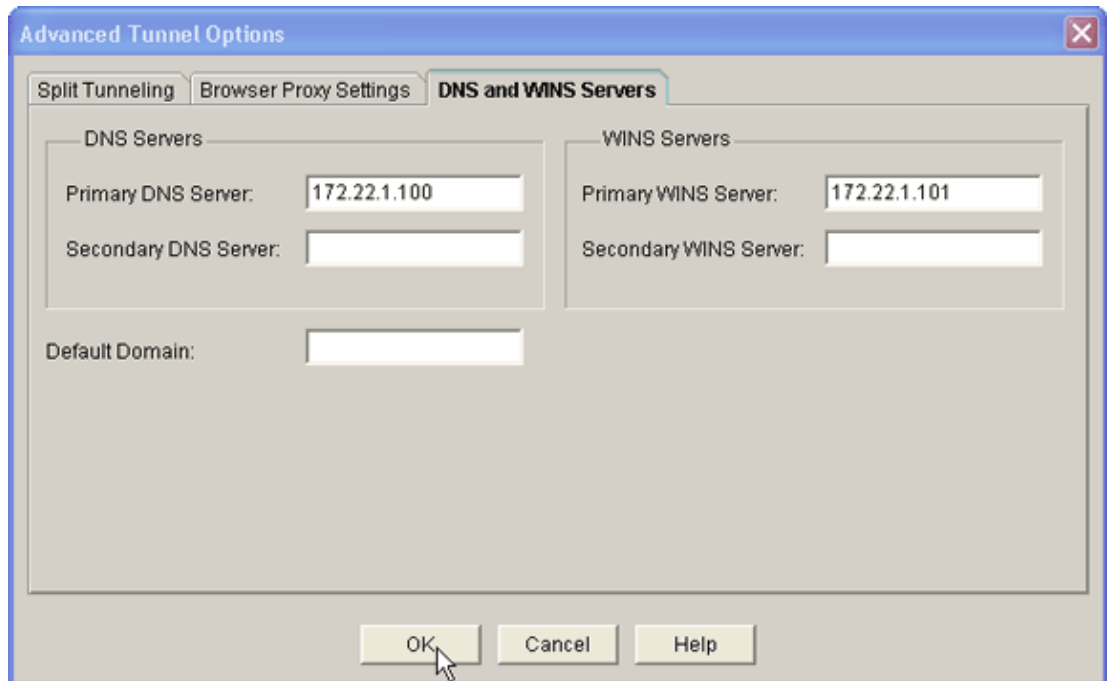 Advanced Tunnel Options
Split Tunneling
Browser Proxy Settings
DNS and WINS Servers
DNS Servers
Primary DNS Server: 172.22.1.100
Secondary DNS Server:
WINS Servers
Primary WINS Server: 172.22.1.101
Secondary WINS Server:
Default Domain:
OK
Cancel
Help